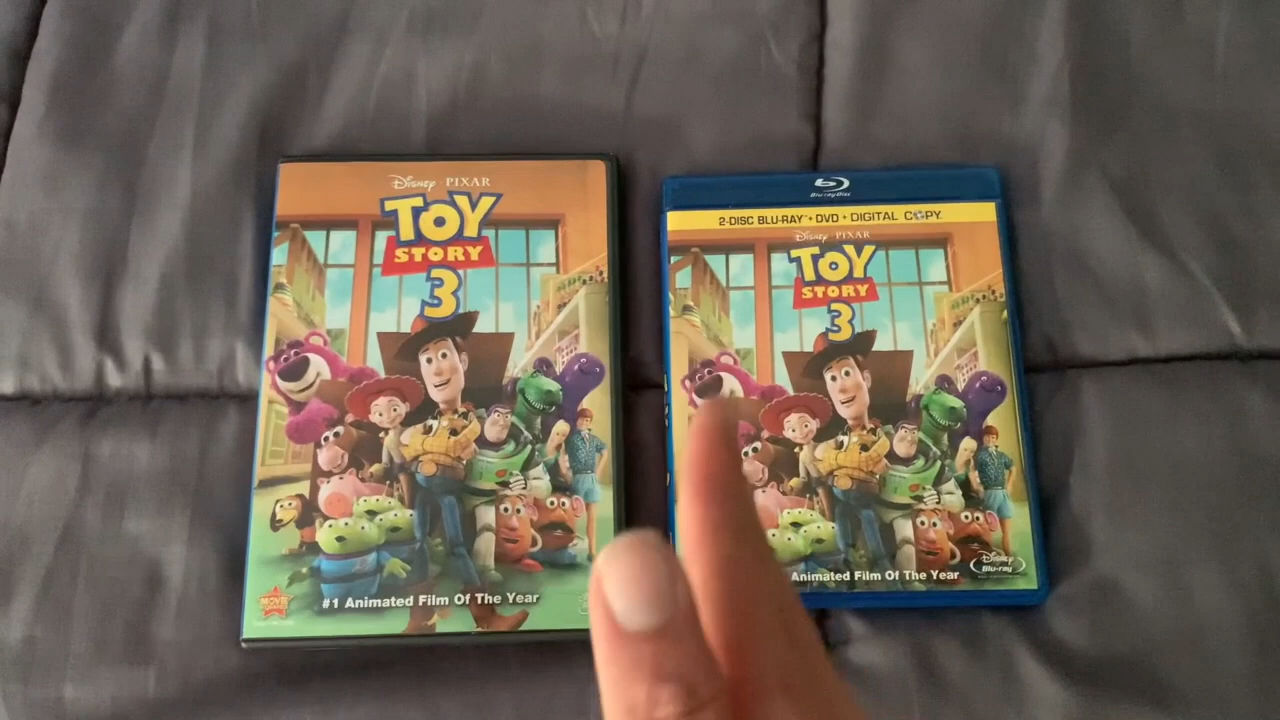 Disney PIXAR
TOY
STORY
3
#1 Animated Film Of The Year
MOVIE
Blu-ray Disc
2-DISC BLU-RAY + DVD + DIGITAL COPY
Disney PIXAR
TOY
STORY
3
Animated Film Of The Year
Disney
Blu-ray